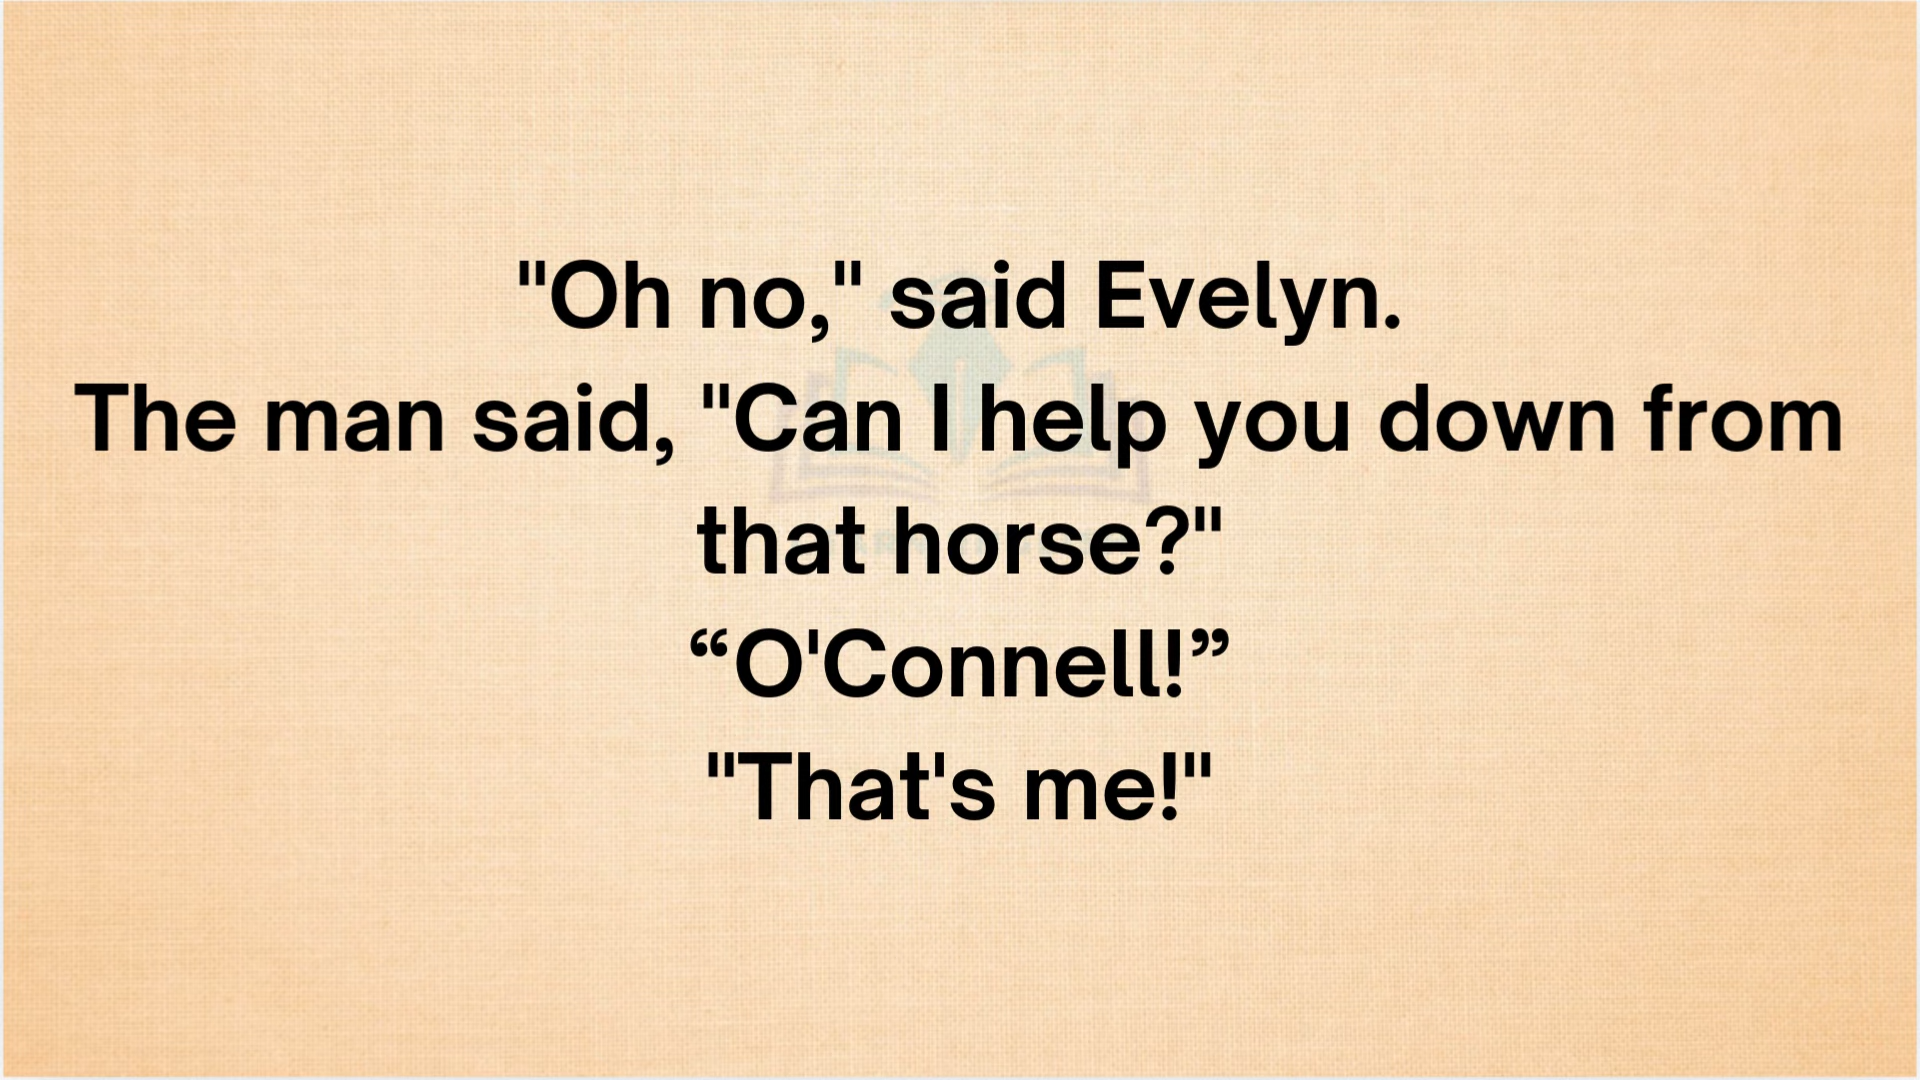 "Oh no," said Evelyn.
The man said, "Can I help you down from
that horse?"
“O'Connell!”
"That's me!"